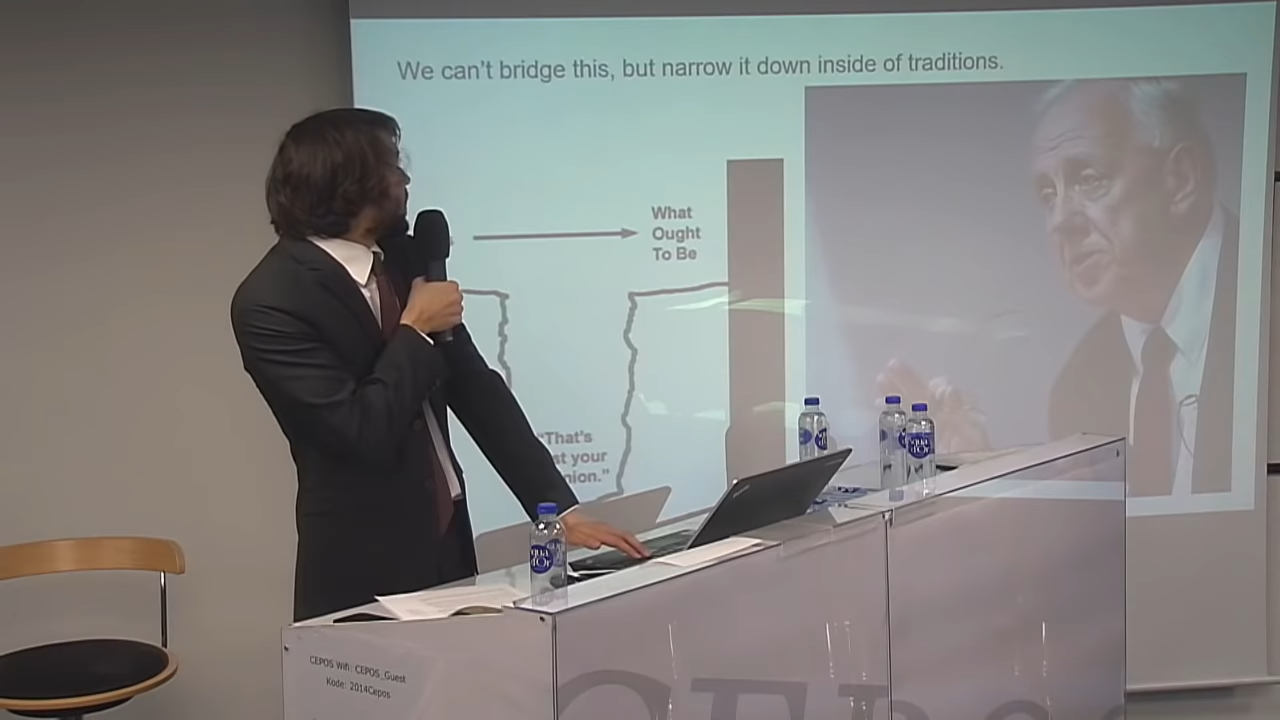 We can't bridge this, but narrow it down inside of traditions.
What
Ought
To Be
"That's
your
CEPOS Wifi: CEPOS_Guest
Kode: 2014Cepos